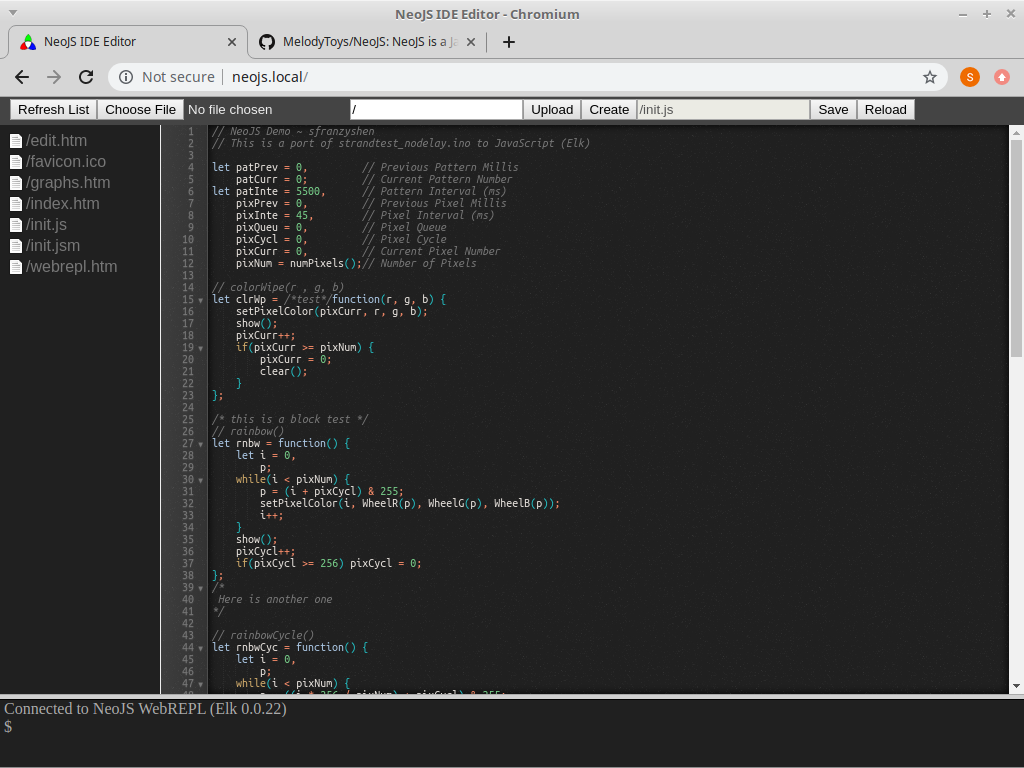 NeoJS IDE Editor - Chromium
NeoJS IDE Editor
MelodyToys/NeoJS: NeoJS is a Ja
Not secure neojs.local/
S
Refresh List Choose File No file chosen / Upload Create /init.js Save Reload
/edit.htm
/favicon.ico
/graphs.htm
/index.htm
/init.js
/init.jsm
/webrepl.htm
1 // NeoJS Demo ~ sfranzyshen
2 // This is a port of strandtest_nodelay.ino to JavaScript (Elk)
3
4 let patPrev = 0, // Previous Pattern Millis
5 patCurr = 0; // Current Pattern Number
6 let patInte = 5500, // Pattern Interval (ms)
7 pixPrev = 0, // Previous Pixel Millis
8 pixInte = 45, // Pixel Interval (ms)
9 pixQueu = 0, // Pixel Queue
10 pixCycl = 0, // Pixel Cycle
11 pixCurr = 0, // Current Pixel Number
12 pixNum = numPixels();// Number of Pixels
13
14 // colorWipe(r , g, b)
15 let clrWp = /*test*/function(r, g, b) {
16 setPixelColor(pixCurr, r, g, b);
17 show();
18 pixCurr++;
19 if(pixCurr >= pixNum) {
20 pixCurr = 0;
21 clear();
22 }
23 };
24
25 /* this is a block test */
26 // rainbow()
27 let rnbw = function() {
28 let i = 0,
29 p;
30 while(i < pixNum) {
31 p = (i + pixCycl) & 255;
32 setPixelColor(i, WheelR(p), WheelG(p), WheelB(p));
33 i++;
34 }
35 show();
36 pixCycl++;
37 if(pixCycl >= 256) pixCycl = 0;
38 };
39 /*
40 Here is another one
41 */
42
43 // rainbowCycle()
44 let rnbwCyc = function() {
45 let i = 0,
46 p;
47 while(i < pixNum) {
48 p = ((i * 256 / pixNum) + pixCycl) & 255;
Connected to NeoJS WebREPL (Elk 0.0.22)
$